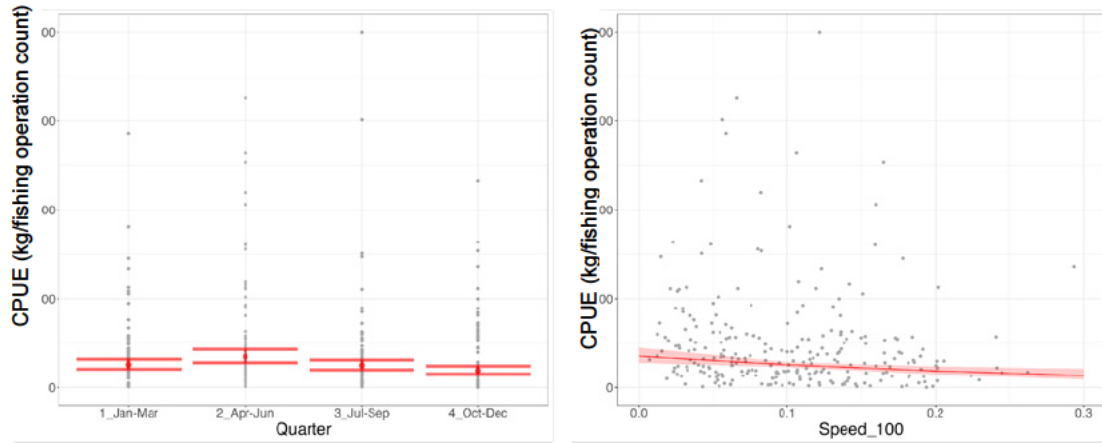 CPUE (kg/fishing operation count)
00
00
00
00
0
1_Jan-Mar 2_Apr-Jun 3_Jul-Sep 4_Oct-Dec
Quarter
CPUE (kg/fishing operation count)
00
00
00
00
0
0.0 0.1 0.2 0.3
Speed_100